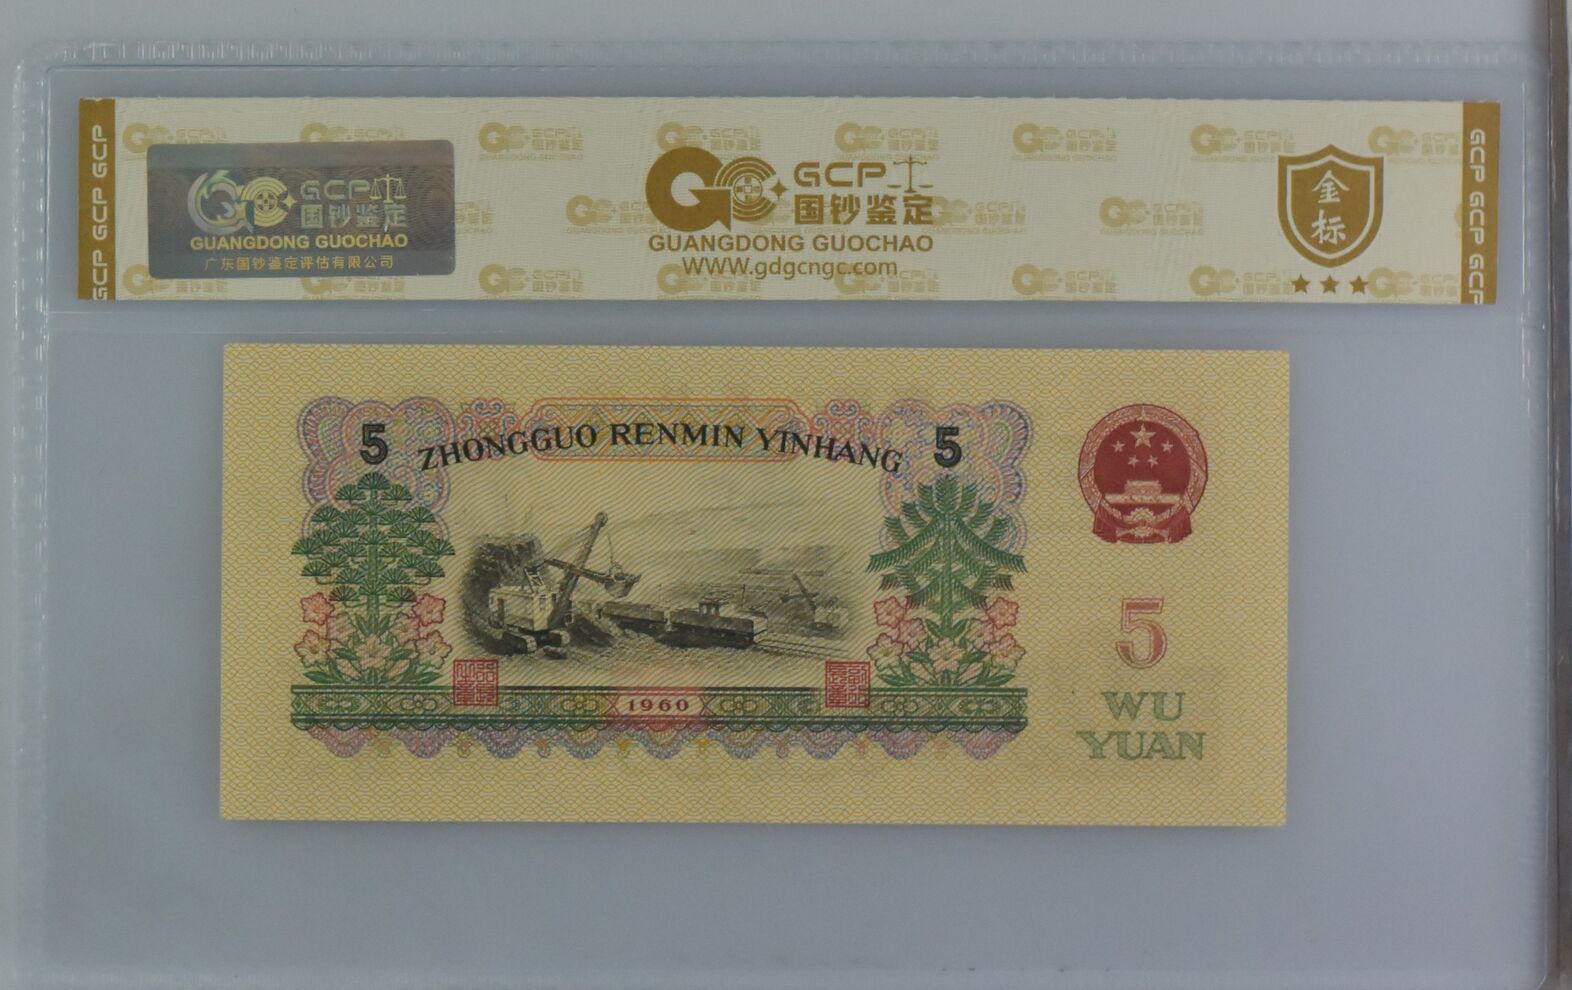 GCP GCP GCP
GCP
国钞鉴定
GUANGDONG GUOCHAO
广东国钞鉴定评估有限公司
GCP
国钞鉴定
GUANGDONG GUOCHAO
WWW.gdgcngc.com
金标
GCP GCP GCP
5 ZHONGGUO RENMIN YINHANG 5
1960
5
WU
YUAN